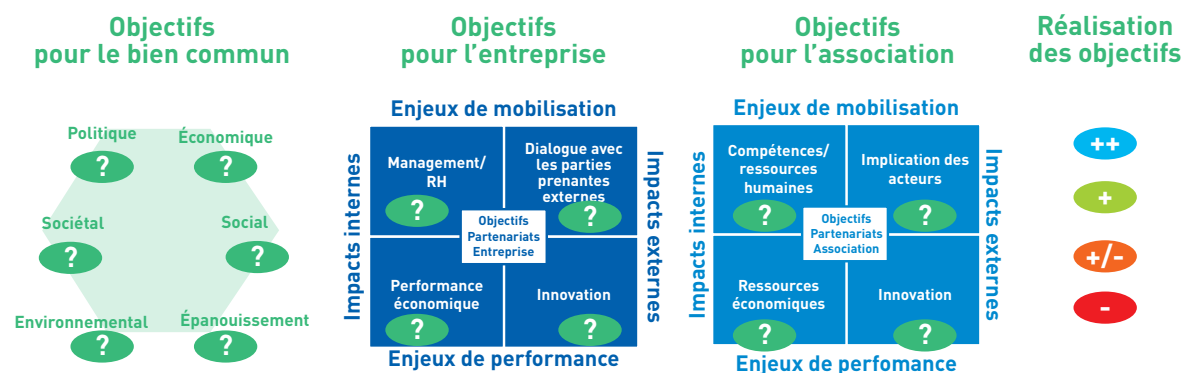 Objectifs
pour le bien commun
Politique
?
Économique
?
Sociétal
?
Social
?
Environnemental
?
Épanouissement
?
Objectifs
pour l'entreprise
Enjeux de mobilisation
Impacts internes
Management/
RH
?
Dialogue avec
les parties
prenantes
externes
?
Objectifs
Partenariats
Entreprise
Performance
économique
?
Innovation
?
Impacts externes
Enjeux de performance
Objectifs
pour l'association
Enjeux de mobilisation
Impacts internes
Compétences/
ressources
humaines
?
Implication des
acteurs
?
Objectifs
Partenariats
Association
Ressources
économiques
?
Innovation
?
Impacts externes
Enjeux de perfomance
Réalisation
des objectifs
++
+
+/-
-